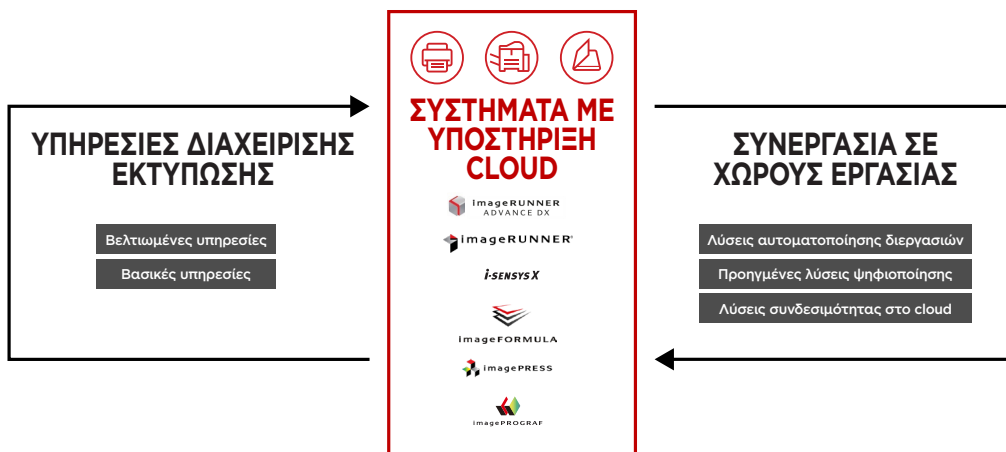 ΥΠΗΡΕΣΙΕΣ ΔΙΑΧΕΙΡΙΣΗΣ
ΕΚΤΥΠΩΣΗΣ
Βελτιωμένες υπηρεσίες
Βασικές υπηρεσίες
ΣΥΣΤΗΜΑΤΑ ΜΕ
ΥΠΟΣΤΗΡΙΞΗ
CLOUD
imageRUNNER
ADVANCE DX
imageRUNNER
i-SENSYS X
imageFORMULA
imagePRESS
imagePROGRAF
ΣΥΝΕΡΓΑΣΙΑ ΣΕ
ΧΩΡΟΥΣ ΕΡΓΑΣΙΑΣ
Λύσεις αυτοματοποίησης διεργασιών
Προηγμένες λύσεις ψηφιοποίησης
Λύσεις συνδεσιμότητας στο cloud